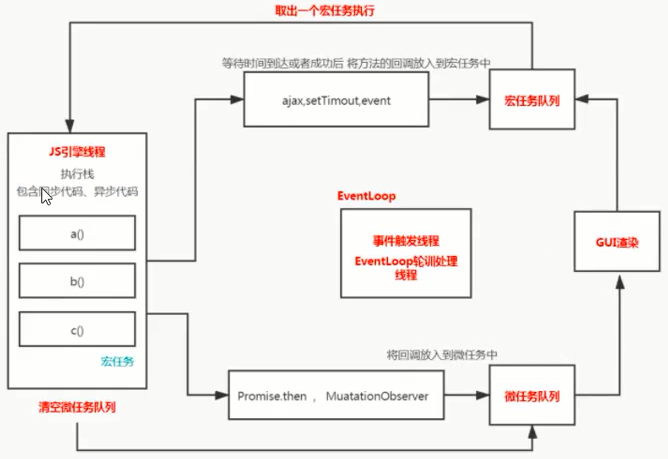 取出一个宏任务执行
等待时间到达或者成功后 将方法的回调放入到宏任务中
ajax,setTimout,event
宏任务队列
JS引擎线程
执行栈
包含同步代码、异步代码
a()
b()
c()
宏任务
清空微任务队列
EventLoop
事件触发线程
EventLoop轮训处理
线程
GUI渲染
将回调放入到微任务中
Promise.then ， MuatationObserver
微任务队列